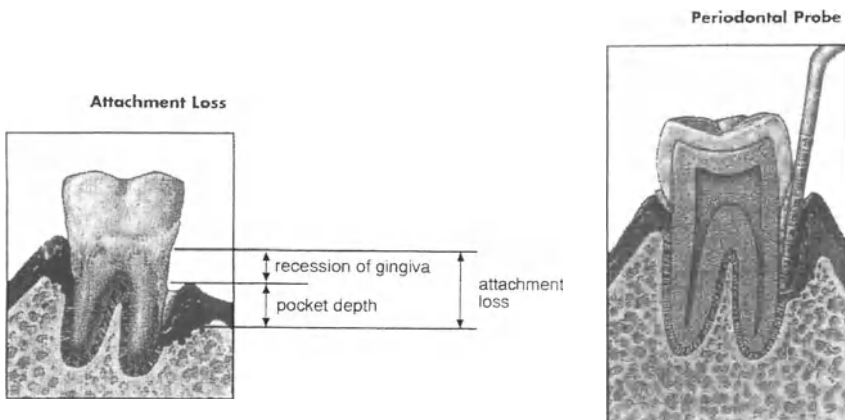 Periodontal Probe
Attachment Loss
recession of gingiva
pocket depth
attachment
loss